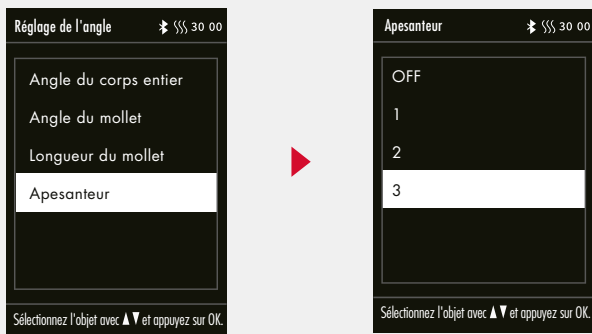 Réglage de l'angle 30 00
Angle du corps entier
Angle du mollet
Longueur du mollet
Apesanteur
Sélectionnez l'objet avec ▲▼ et appuyez sur OK.
Apesanteur 30 00
OFF
1
2
3
Sélectionnez l'objet avec ▲▼ et appuyez sur OK.